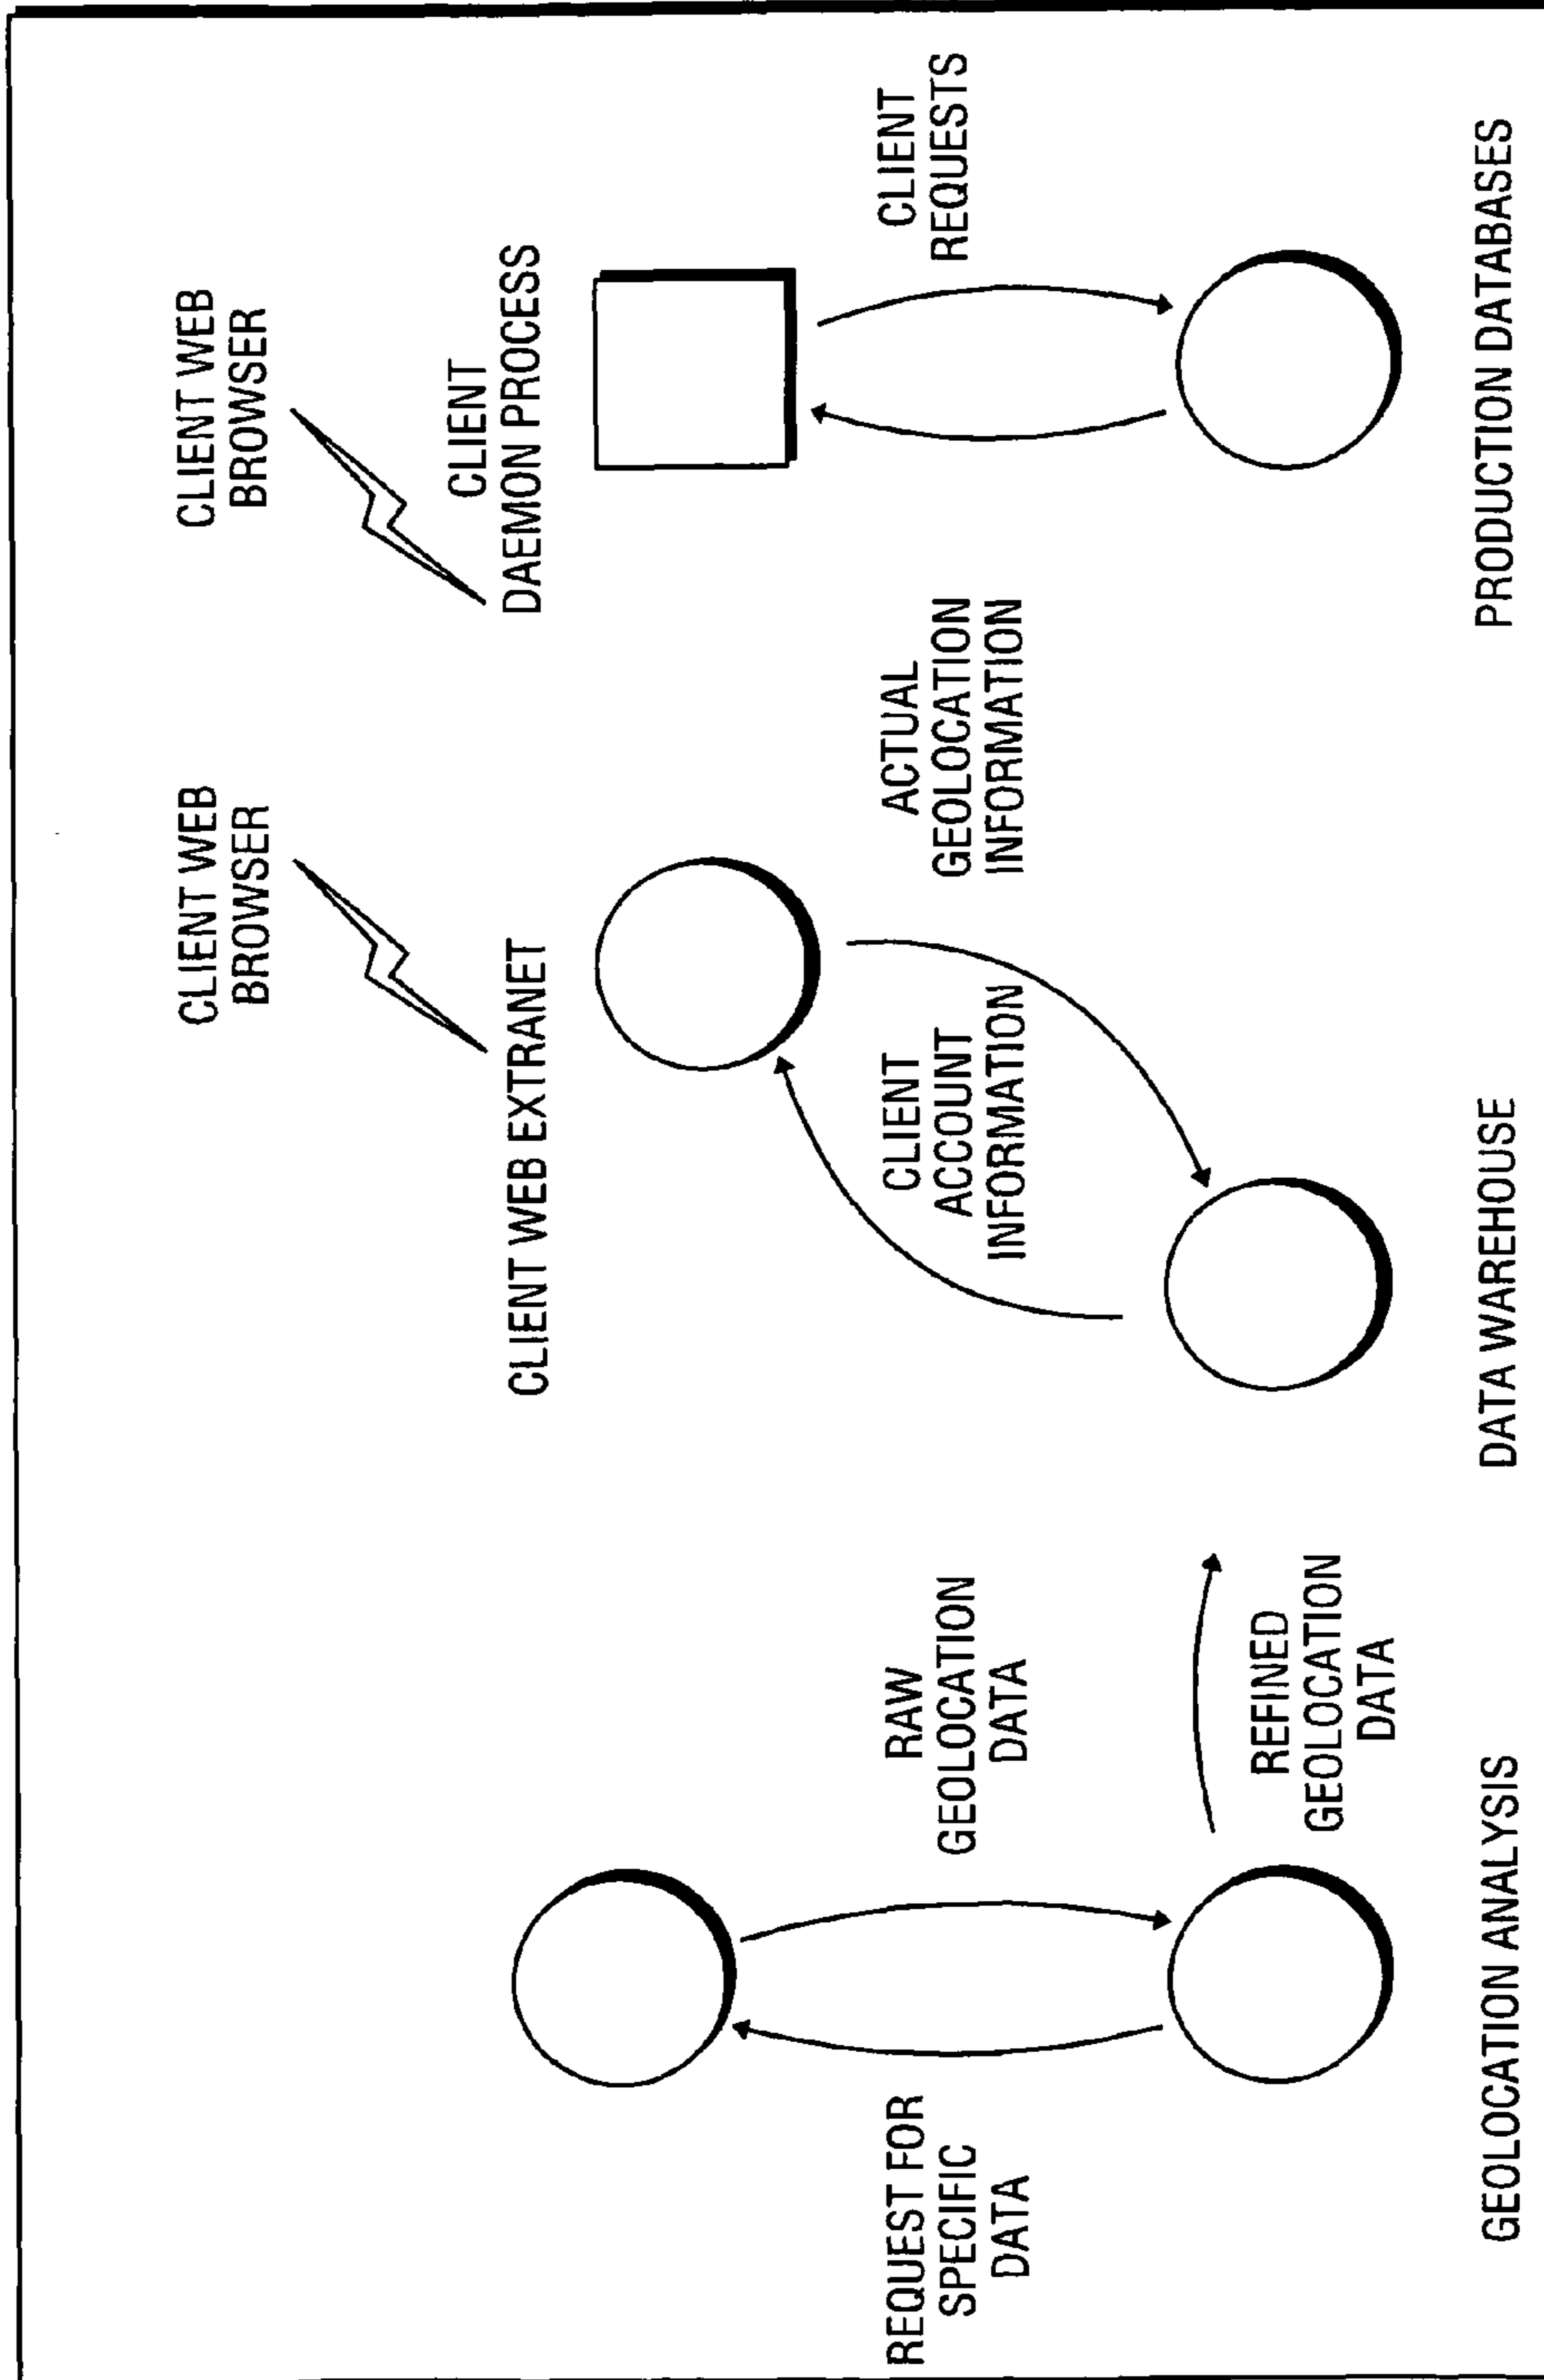 CLIENT WEB
BROWSER
CLIENT WEB
BROWSER
CLIENT WEB EXTRANET
CLIENT
DAEMON PROCESS
REQUEST FOR
SPECIFIC
DATA
RAW
GEOLOCATION
DATA
CLIENT
ACCOUNT
INFORMATION
ACTUAL
GEOLOCATION
INFORMATION
CLIENT
REQUESTS
REFINED
GEOLOCATION
DATA
GEOLOCATION ANALYSIS
DATA WAREHOUSE
PRODUCTION DATABASES